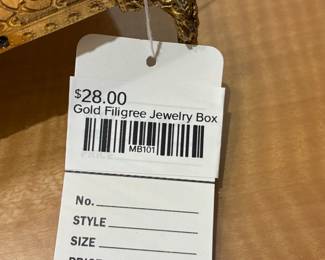 $28.00
Gold Filigree Jewelry Box
MB101
No.
STYLE
SIZE